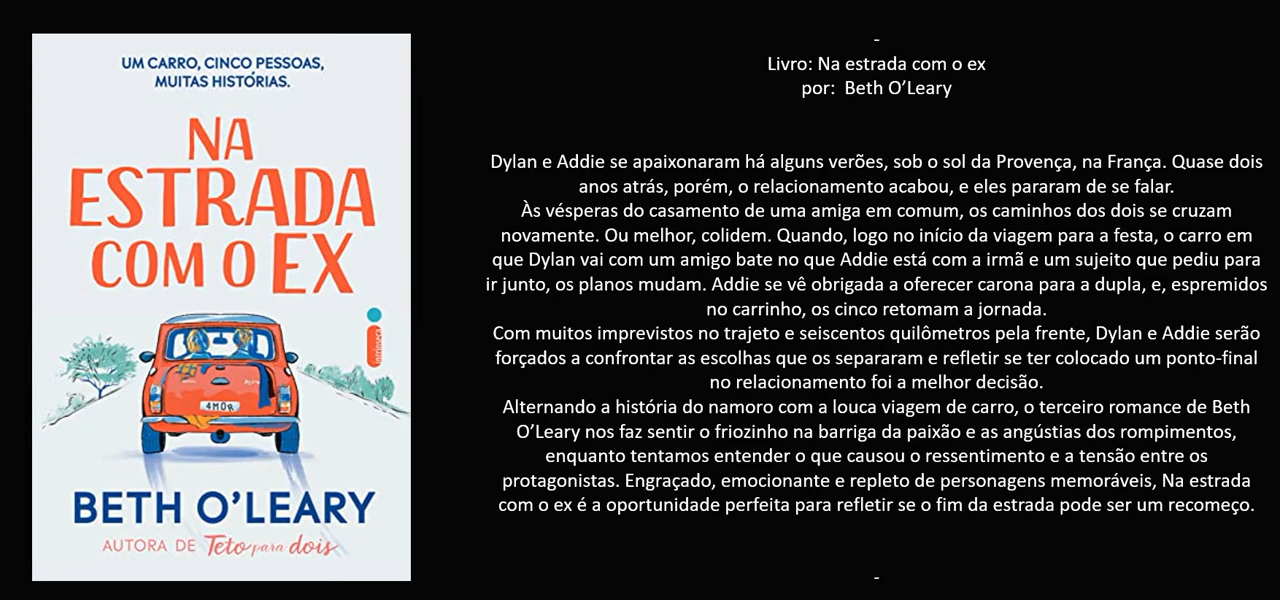 UM CARRO, CINCO PESSOAS,
MUITAS HISTÓRIAS.
NA
ESTRADA
COM O EX
intrínseca
4MOR
BETH O'LEARY
AUTORA DE Teto para dois
-
Livro: Na estrada com o ex
por: Beth O’Leary
Dylan e Addie se apaixonaram há alguns verões, sob o sol da Provença, na França. Quase dois
anos atrás, porém, o relacionamento acabou, e eles pararam de se falar.
Às vésperas do casamento de uma amiga em comum, os caminhos dos dois se cruzam
novamente. Ou melhor, colidem. Quando, logo no início da viagem para a festa, o carro em
que Dylan vai com um amigo bate no que Addie está com a irmã e um sujeito que pediu para
ir junto, os planos mudam. Addie se vê obrigada a oferecer carona para a dupla, e, espremidos
no carrinho, os cinco retomam a jornada.
Com muitos imprevistos no trajeto e seiscentos quilômetros pela frente, Dylan e Addie serão
forçados a confrontar as escolhas que os separaram e refletir se ter colocado um ponto-final
no relacionamento foi a melhor decisão.
Alternando a história do namoro com a louca viagem de carro, o terceiro romance de Beth
O’Leary nos faz sentir o friozinho na barriga da paixão e as angústias dos rompimentos,
enquanto tentamos entender o que causou o ressentimento e a tensão entre os
protagonistas. Engraçado, emocionante e repleto de personagens memoráveis, Na estrada
com o ex é a oportunidade perfeita para refletir se o fim da estrada pode ser um recomeço.
-